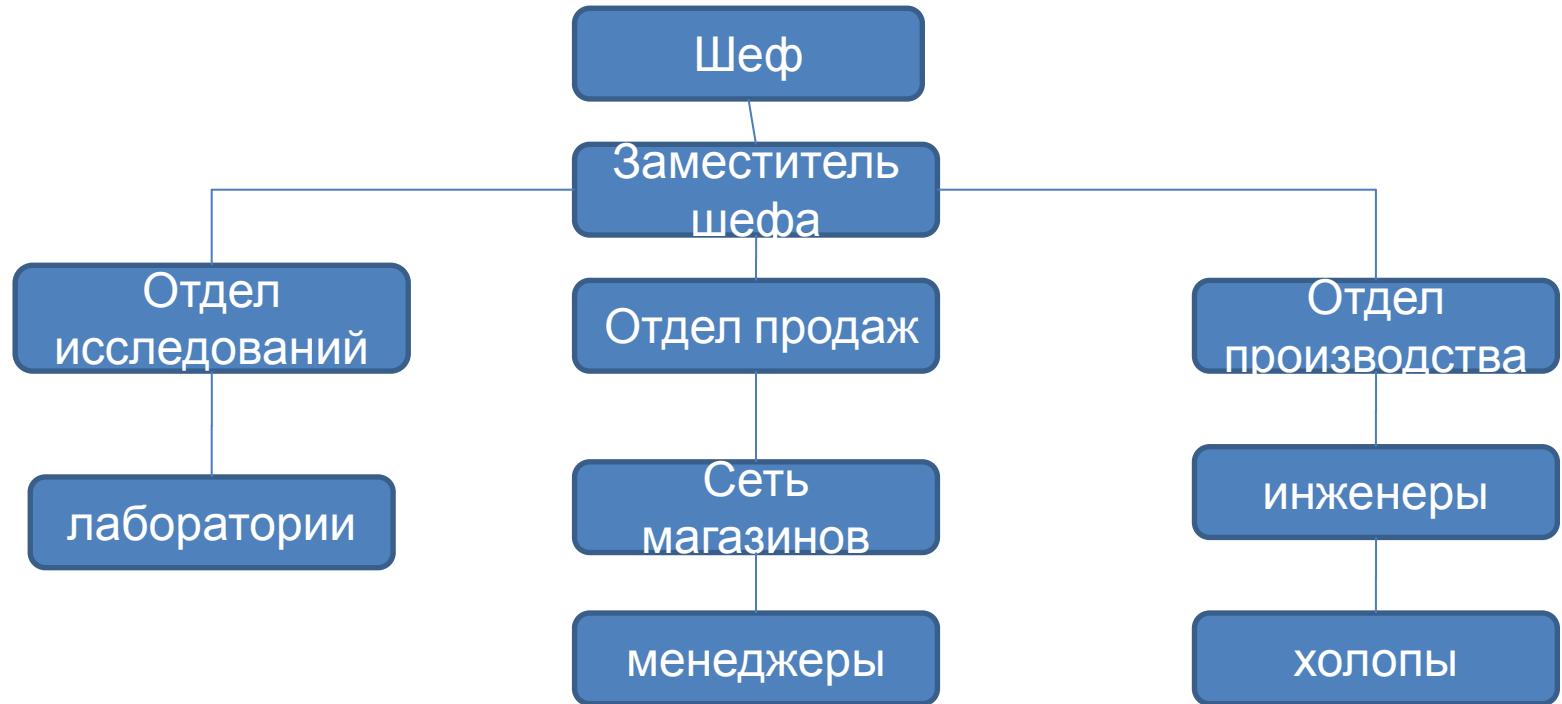 Шеф
Заместитель
шефа
Отдел
исследований
Отдел продаж
Отдел
производства
лаборатории
Сеть
магазинов
инженеры
менеджеры
холопы